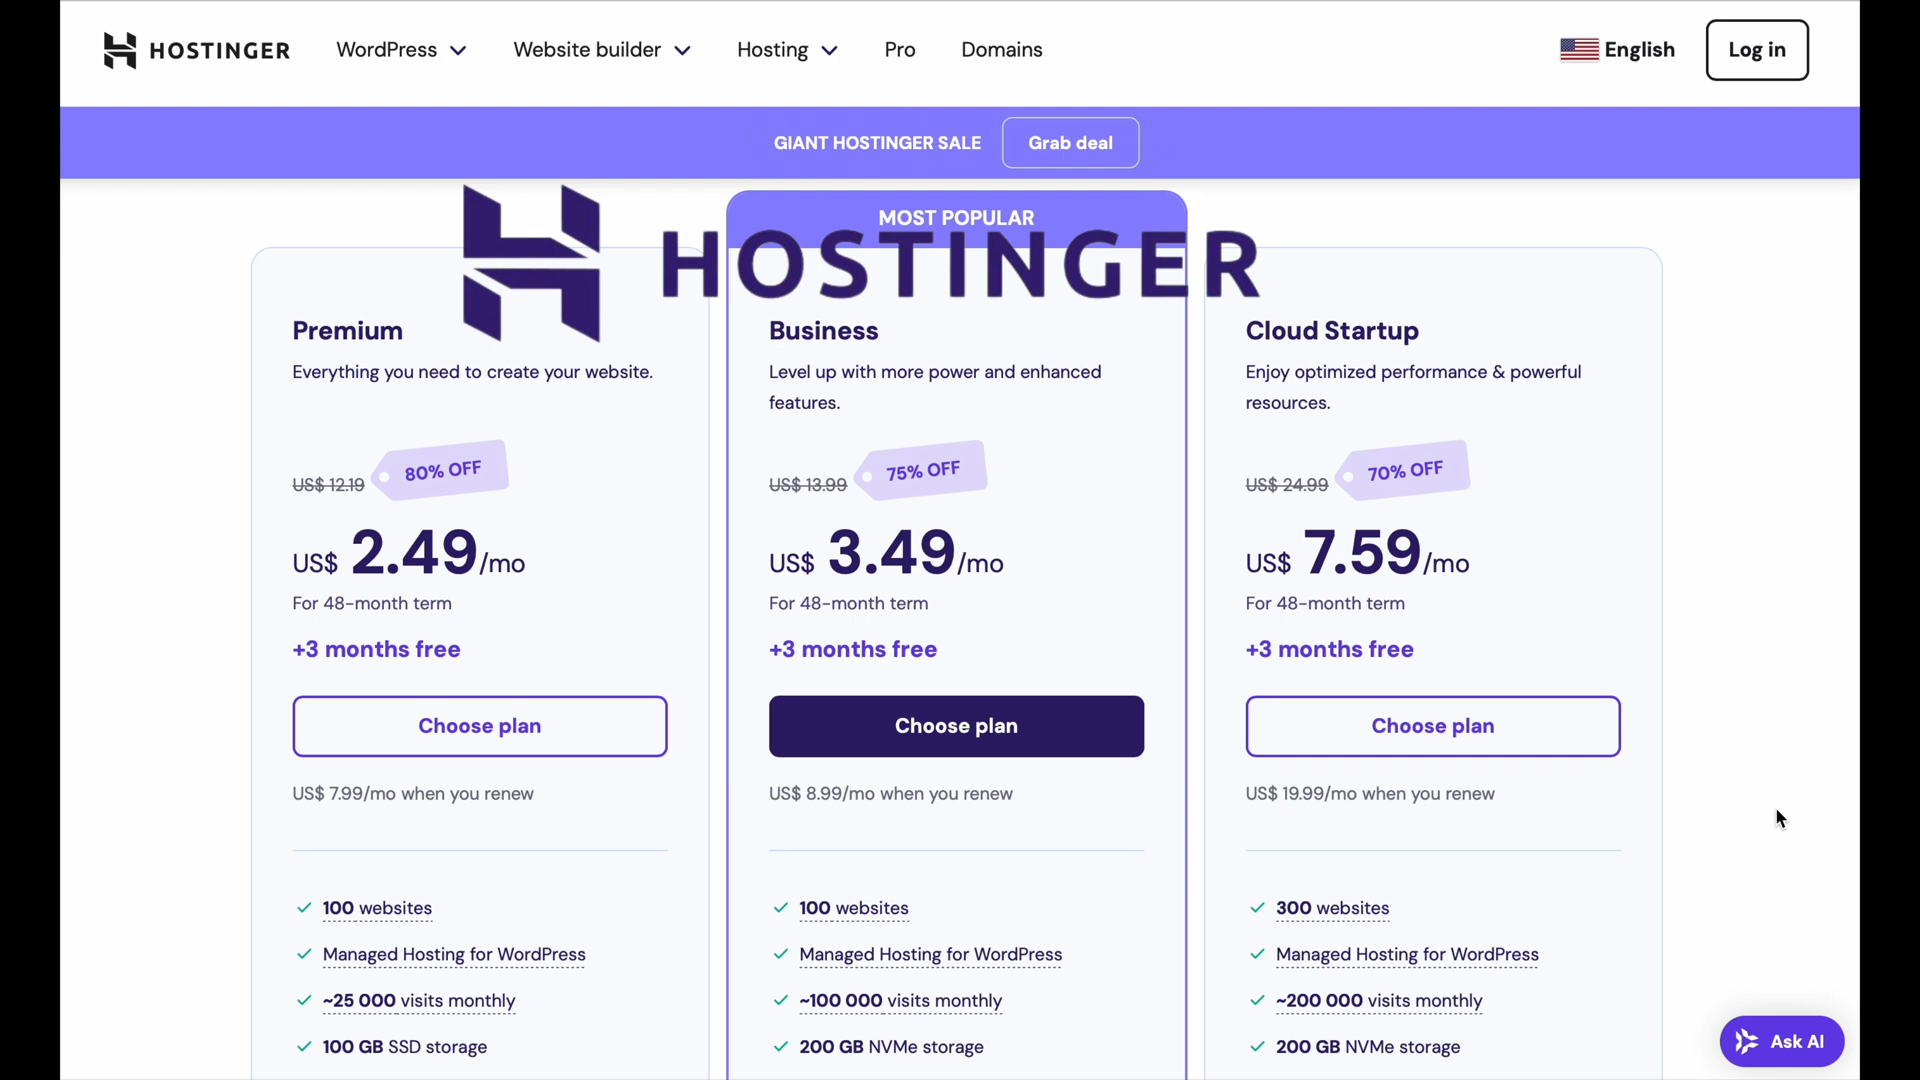 HOSTINGER
WordPress
Website builder
Hosting
Pro
Domains
English
Log in
GIANT HOSTINGER SALE
Grab deal
MOST POPULAR
HOSTINGER
Premium
Everything you need to create your website.
US$ 12.19
80% OFF
US$ 2.49/mo
For 48-month term
+3 months free
Choose plan
US$ 7.99/mo when you renew
100 websites
Managed Hosting for WordPress
~25 000 visits monthly
100 GB SSD storage
Business
Level up with more power and enhanced
features.
US$ 13.99
75% OFF
US$ 3.49/mo
For 48-month term
+3 months free
Choose plan
US$ 8.99/mo when you renew
100 websites
Managed Hosting for WordPress
~100 000 visits monthly
200 GB NVMe storage
Cloud Startup
Enjoy optimized performance & powerful
resources.
US$ 24.99
70% OFF
US$ 7.59/mo
For 48-month term
+3 months free
Choose plan
US$ 19.99/mo when you renew
300 websites
Managed Hosting for WordPress
~200 000 visits monthly
200 GB NVMe storage
Ask AI